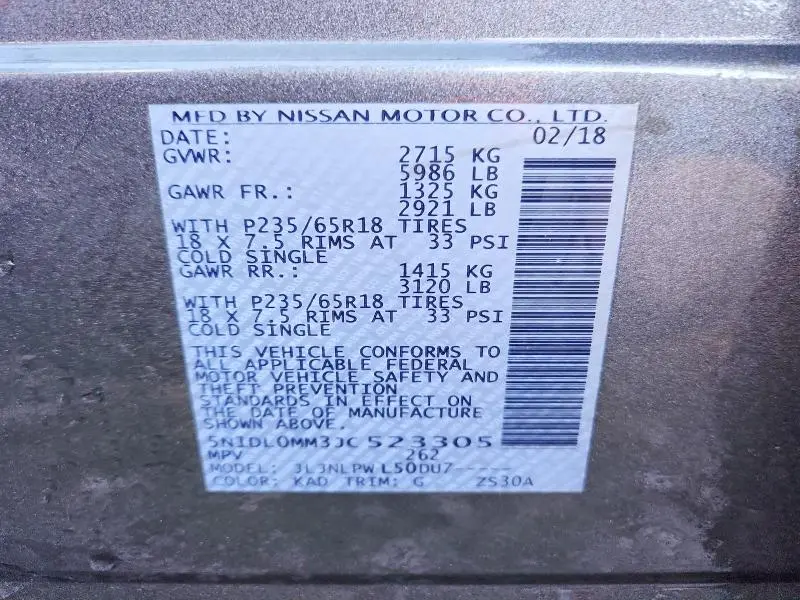 MFD BY NISSAN MOTOR CO., LTD.
DATE: 02/18
GVWR: 2715 KG
5986 LB
GAWR FR.: 1325 KG
2921 LB
WITH P235/65R18 TIRES
18 X 7.5 RIMS AT 33 PSI
COLD SINGLE
GAWR RR.: 1415 KG
3120 LB
WITH P235/65R18 TIRES
18 X 7.5 RIMS AT 33 PSI
COLD SINGLE
THIS VEHICLE CONFORMS TO
ALL APPLICABLE FEDERAL
MOTOR VEHICLE SAFETY AND
THEFT PREVENTION
STANDARDS IN EFFECT ON
THE DATE OF MANUFACTURE
SHOWN ABOVE.
5N1DL0MM3JC523305
MPV 262
MODEL: JLJNLPW L50DU7-----
COLOR: KAD TRIM: G ZS30A